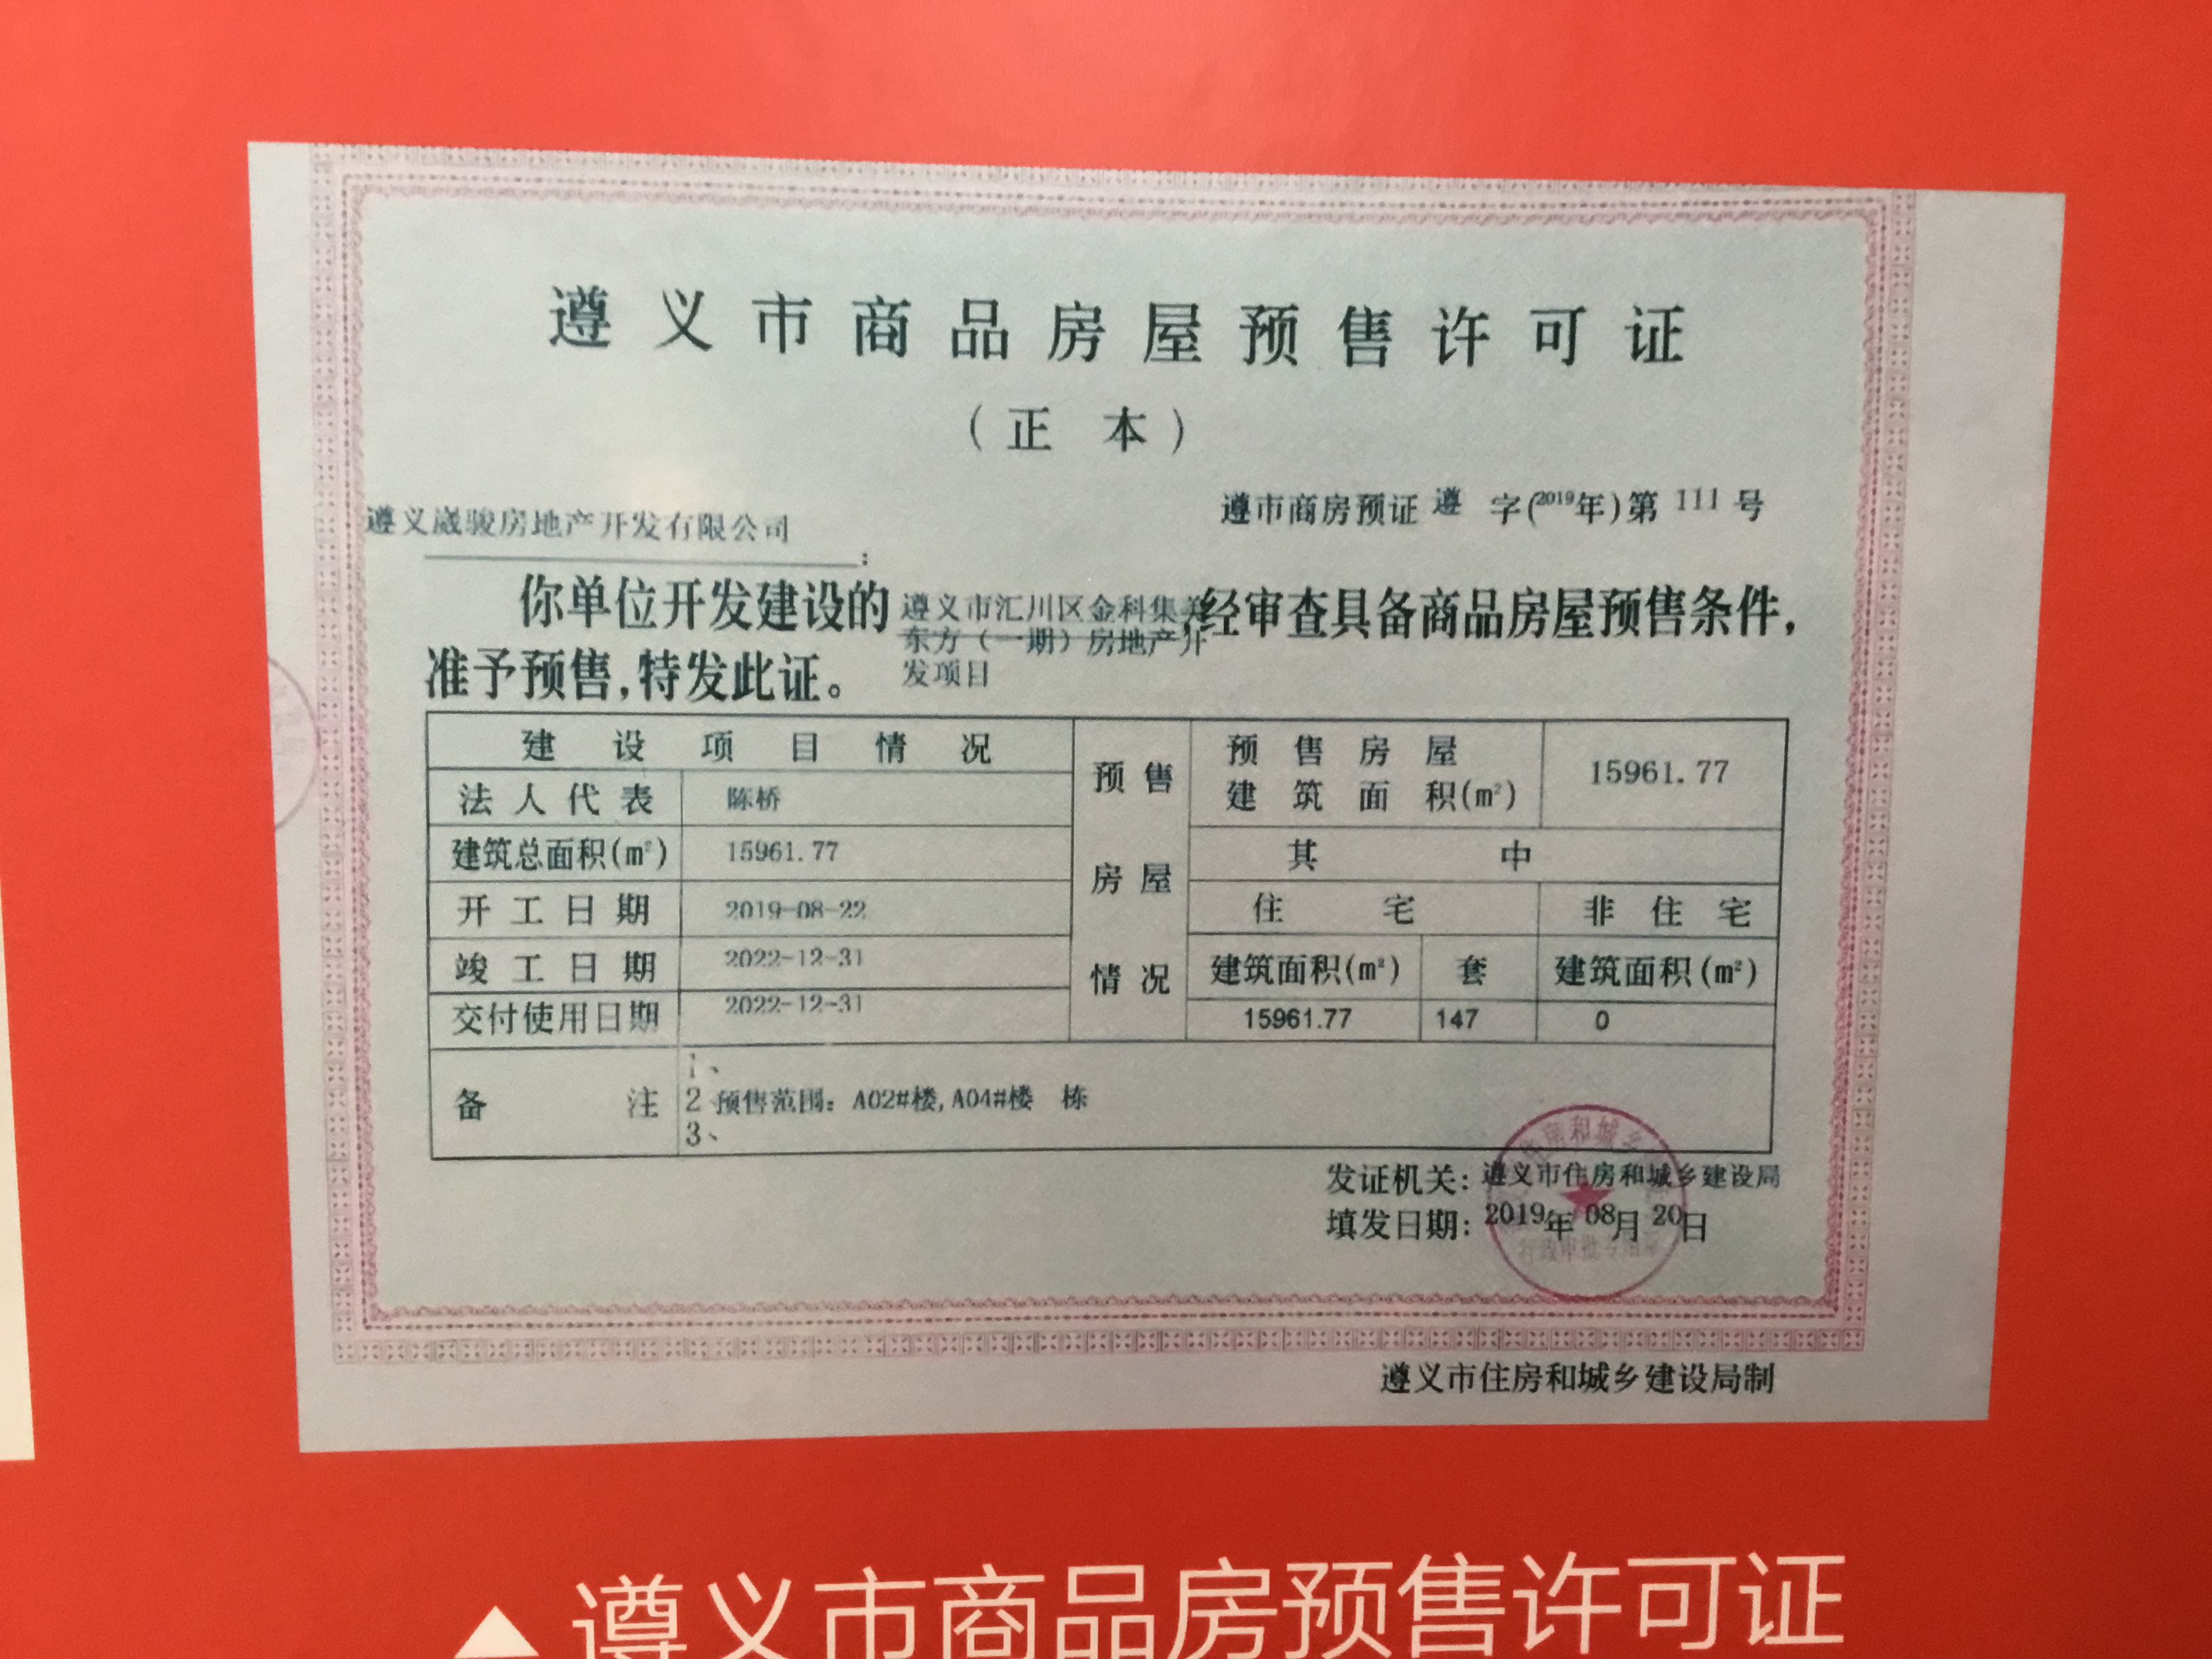 遵义市商品房屋预售许可证
（正 本）
遵市商房预证 遵 字(2019年)第 111 号
遵义崴骏房地产开发有限公司：
你单位开发建设的遵义市汇川区金科集美东方（一期）房地产开发项目，经审查具备商品房屋预售条件，
准予预售，特发此证。
建设项目情况
法人代表 陈桥
建筑总面积(m²) 15961.77
开工日期 2019-08-22
竣工日期 2022-12-31
交付使用日期 2022-12-31
预售房屋情况
预售房屋建筑面积(m²) 15961.77
其中
住宅 非住宅
建筑面积(m²) 套 建筑面积(m²)
15961.77 147 0
备注
1、
2 预售范围：A02#楼,A04#楼 栋
3、
发证机关：遵义市住房和城乡建设局
填发日期：2019年08月20日
住房和城乡
行政审批专用章
遵义市住房和城乡建设局制
▲遵义市商品房预售许可证